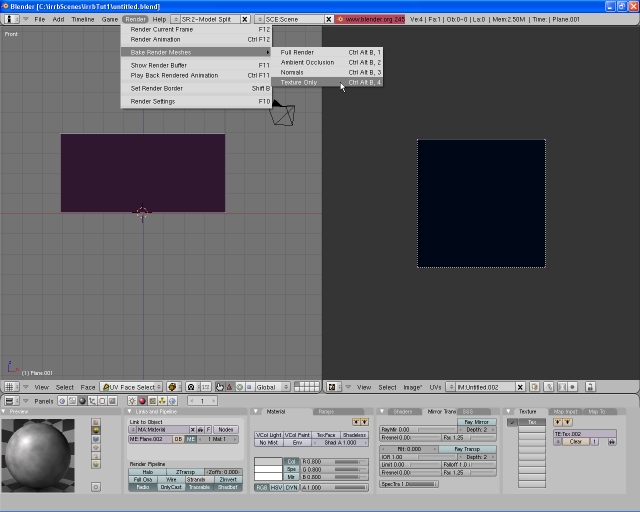 Blender [C:\irrbScenes\irrbTut1\untitled.blend]
File Add Timeline Game Render Help SR:2-Model Split SCE:Scene www.blender.org 245 Ve:4 | Fa:1 | Ob:0-0 | La:0 | Mem:2.50M | Time: | Plane.001
Front
Render Current Frame F12
Render Animation Ctrl F12
Bake Render Meshes
Show Render Buffer F11
Play Back Rendered Animation Ctrl F11
Set Render Border Shift B
Render Settings F10
Full Render Ctrl Alt B, 1
Ambient Occlusion Ctrl Alt B, 2
Normals Ctrl Alt B, 3
Texture Only Ctrl Alt B, 4
(1) Plane.001
View Select UV Face Select Global View Select Image* UVs IM:Untitled.002
Panels 1
Preview Links and Pipeline Material Ramps Shaders Mirror Trans SSS Texture Map Input Map To
Link to Object
MA:Material F Nodes
ME:Plane.002 OB ME 1 Mat 1
Render Pipeline
Halo ZTransp Zoffs: 0.000
Full Osa Wire Strands ZInvert
Radio OnlyCast Traceable Shadbuf
VCol Light VCol Paint TexFace Shadeless
No Mist Env Shad A 1.000
Col R 0.800
Spe G 0.800
Mir B 0.800
RGB HSV DYN A 1.000
Ray Mirror
RayMir 0.00 Depth: 2
Fresnel 0.00 Fac 1.25
Filt: 0.000 Ray Transp
IOR 1.00 Depth: 2
Limit 0.00 Falloff 1.0
Fresnel 0.00 Fac 1.25
SpecTra 1.0
Tex
TE:Tex.002
Clear 1